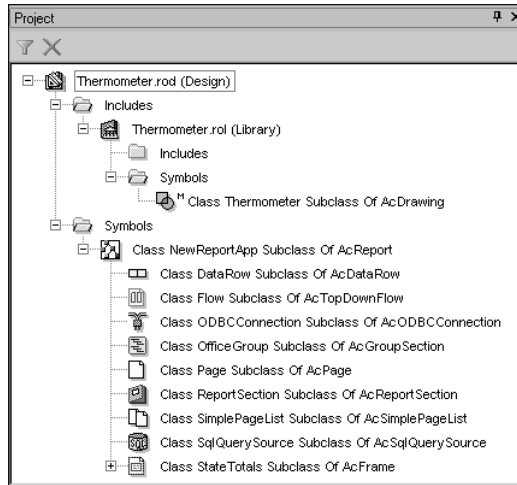 Project
Thermometer.rod (Design)
Includes
Thermometer.rol (Library)
Includes
Symbols
M Class Thermometer Subclass Of AcDrawing
Symbols
Class NewReportApp Subclass Of AcReport
Class DataRow Subclass Of AcDataRow
Class Flow Subclass Of AcTopDownFlow
Class ODBCConnection Subclass Of AcODBCConnection
Class OfficeGroup Subclass Of AcGroupSection
Class Page Subclass Of AcPage
Class ReportSection Subclass Of AcReportSection
Class SimplePageList Subclass Of AcSimplePageList
SQL Class SqlQuerySource Subclass Of AcSqlQuerySource
Class StateTotals Subclass Of AcFrame